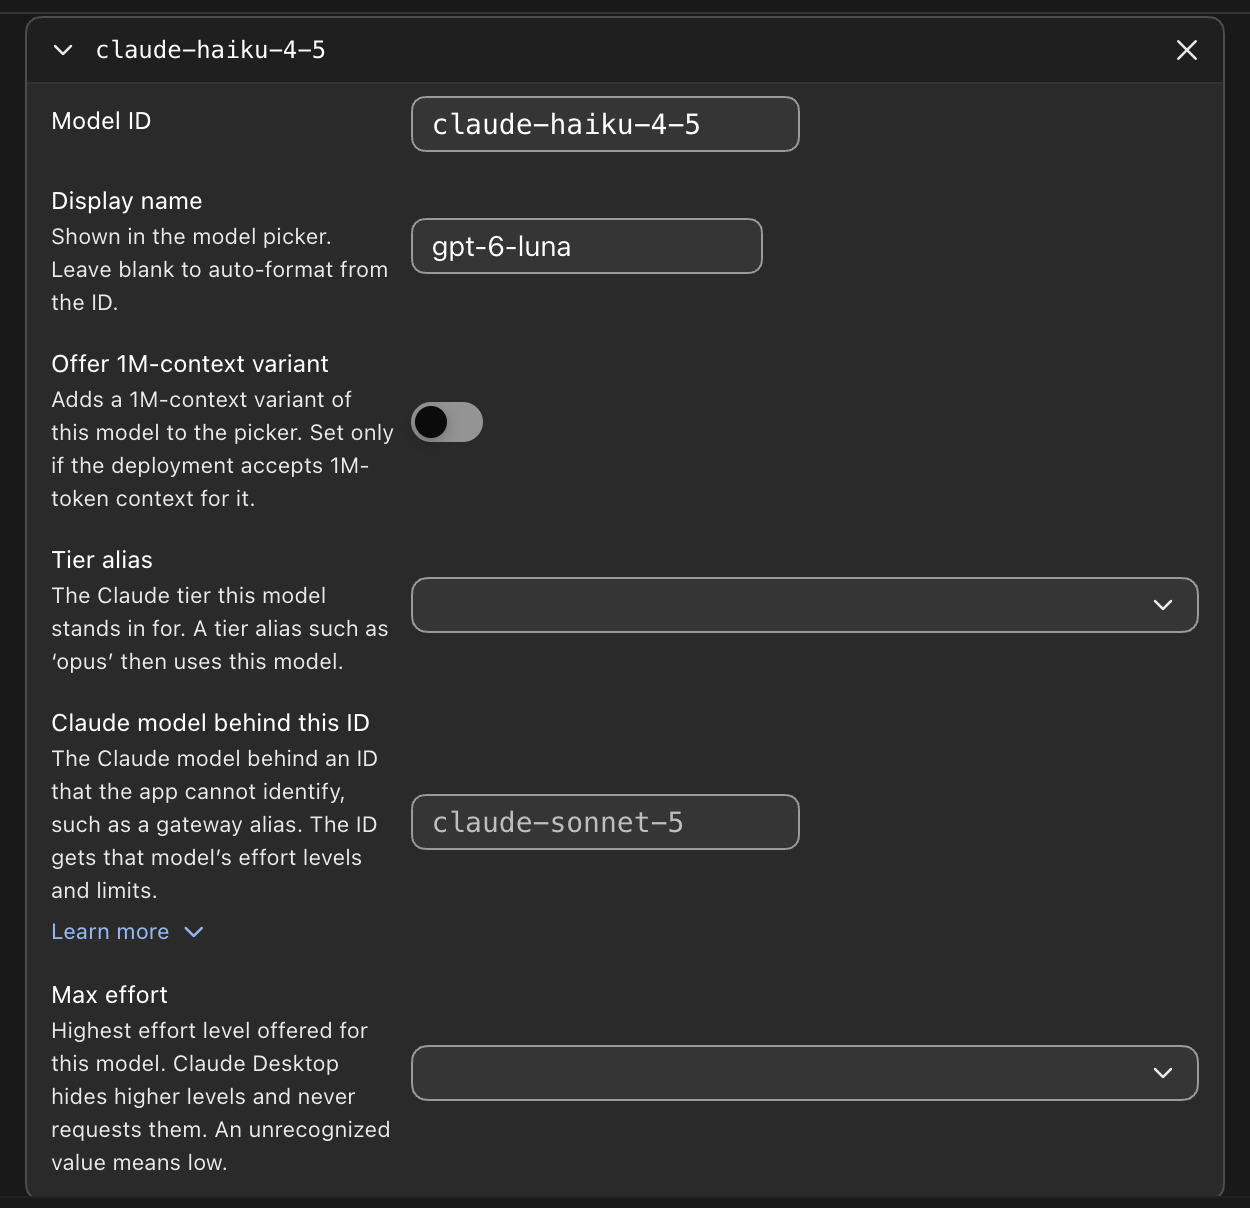 claude-haiku-4-5
Model ID
claude-haiku-4-5
Display name
Shown in the model picker.
Leave blank to auto-format from
the ID.
gpt-6-luna
Offer 1M-context variant
Adds a 1M-context variant of
this model to the picker. Set only
if the deployment accepts 1M-
token context for it.
Tier alias
The Claude tier this model
stands in for. A tier alias such as
‘opus’ then uses this model.
Claude model behind this ID
The Claude model behind an ID
that the app cannot identify,
such as a gateway alias. The ID
gets that model’s effort levels
and limits.
claude-sonnet-5
Learn more
Max effort
Highest effort level offered for
this model. Claude Desktop
hides higher levels and never
requests them. An unrecognized
value means low.